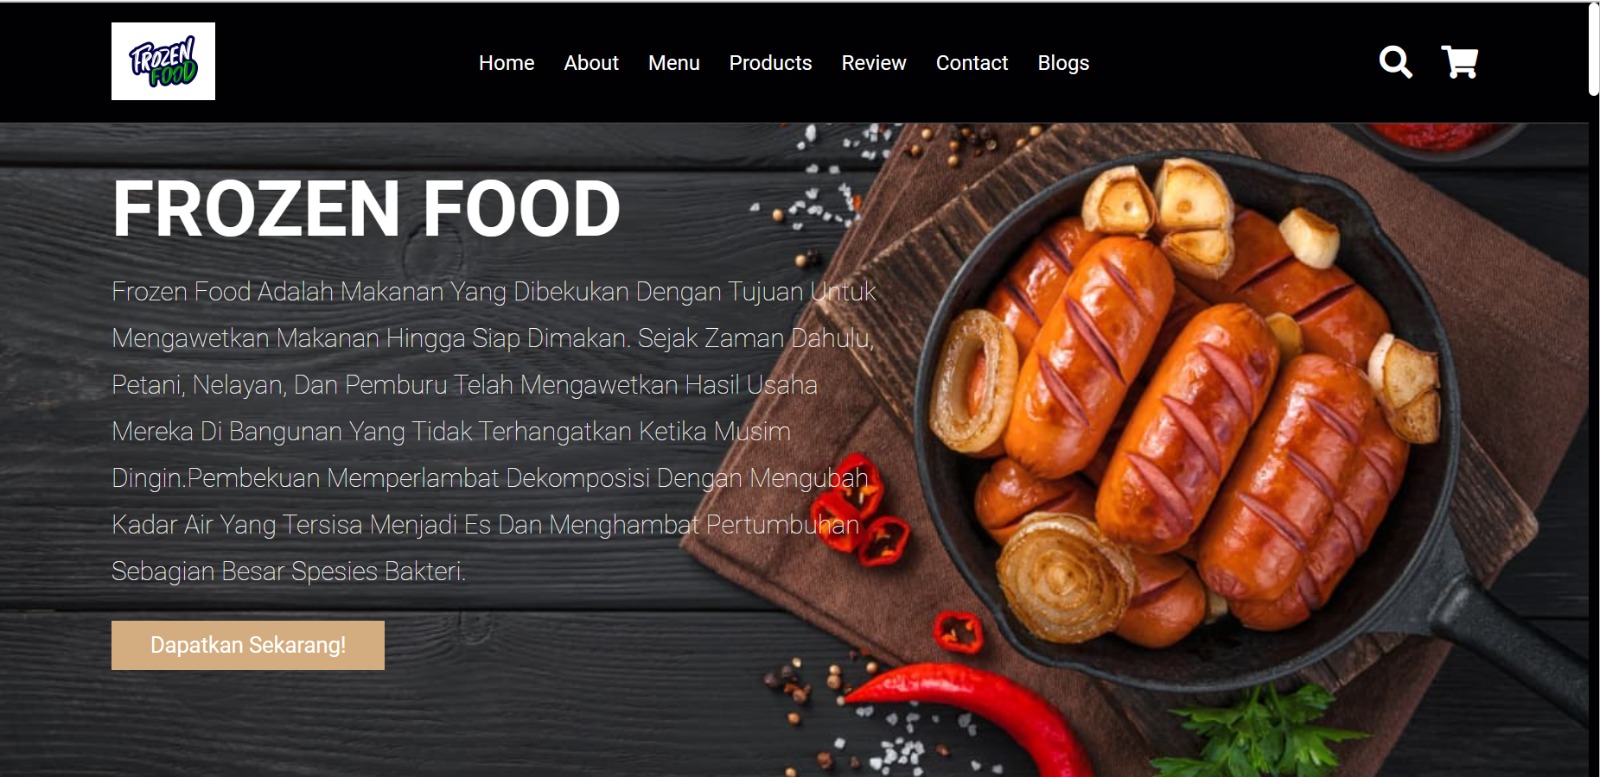 FROZEN
FOOD
Home About Menu Products Review Contact Blogs
FROZEN FOOD
Frozen Food Adalah Makanan Yang Dibekukan Dengan Tujuan Untuk
Mengawetkan Makanan Hingga Siap Dimakan. Sejak Zaman Dahulu,
Petani, Nelayan, Dan Pemburu Telah Mengawetkan Hasil Usaha
Mereka Di Bangunan Yang Tidak Terhangatkan Ketika Musim
Dingin.Pembekuan Memperlambat Dekomposisi Dengan Mengubah
Kadar Air Yang Tersisa Menjadi Es Dan Menghambat Pertumbuhan
Sebagian Besar Spesies Bakteri.
Dapatkan Sekarang!